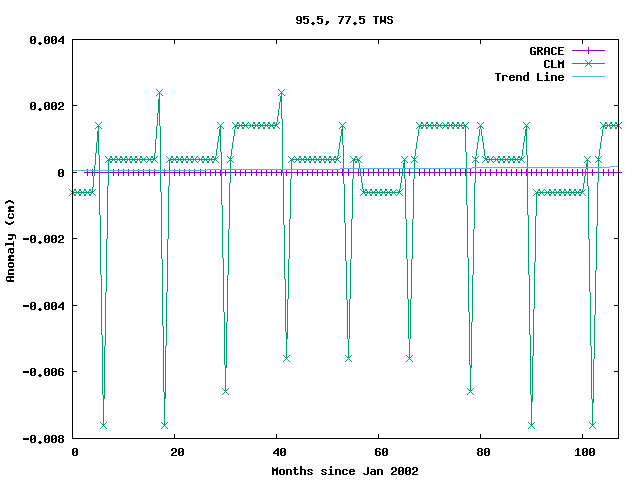 95.5, 77.5 TWS
GRACE
CLM
Trend Line
0.004
0.002
0
-0.002
-0.004
-0.006
-0.008
Anomaly (cm)
0 20 40 60 80 100
Months since Jan 2002